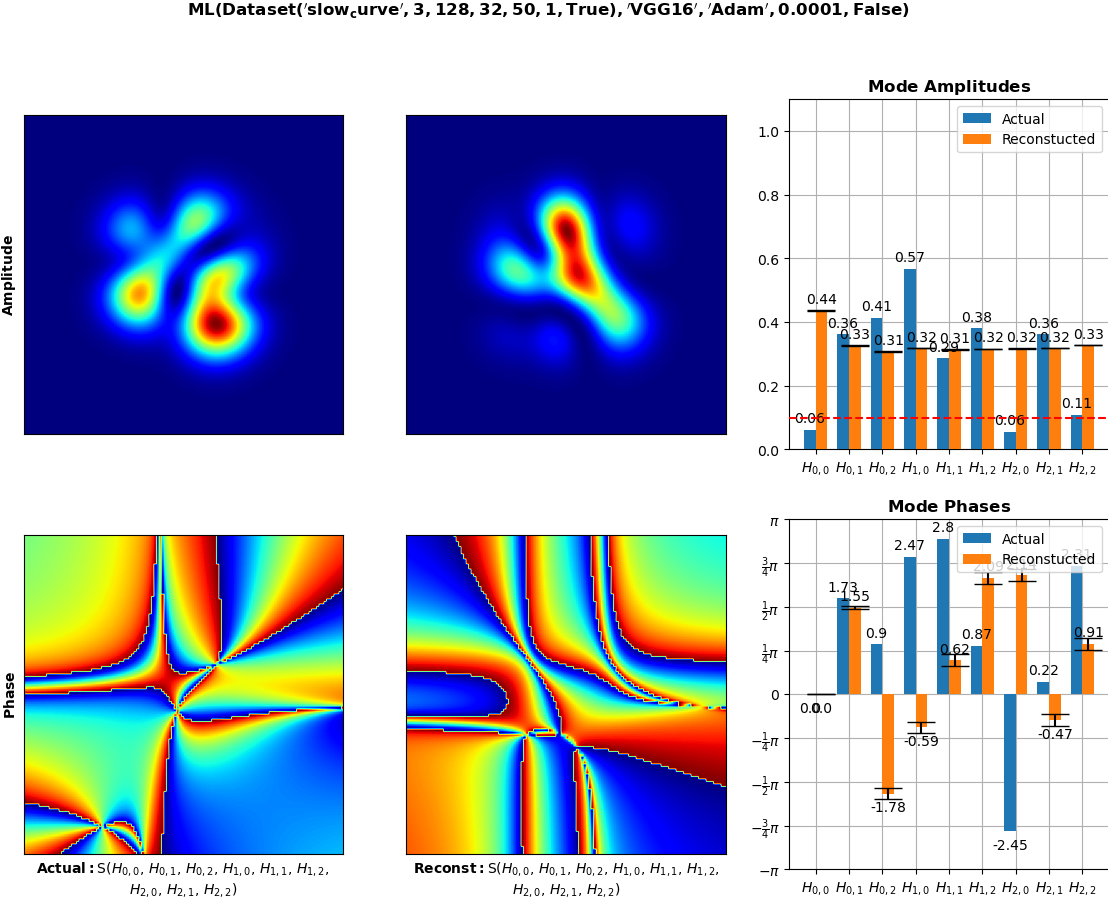 ML(Dataset('slow_curve', 3, 128, 32, 50, 1, True), 'VGG16', 'Adam', 0.0001, False)
Amplitude
Mode Amplitudes
Actual
Reconstucted
1.0
0.8
0.6
0.4
0.2
0.0
0.06 0.44
0.36 0.33
0.41 0.31
0.57 0.32
0.29 0.31
0.38 0.32
0.06 0.32
0.36 0.32
0.11 0.33
H0,0 H0,1 H0,2 H1,0 H1,1 H1,2 H2,0 H2,1 H2,2
Phase
Actual: S(H0,0, H0,1, H0,2, H1,0, H1,1, H1,2,
H2,0, H2,1, H2,2)
Reconst: S(H0,0, H0,1, H0,2, H1,0, H1,1, H1,2,
H2,0, H2,1, H2,2)
Mode Phases
Actual
Reconstucted
π
3/4π
1/2π
1/4π
0
−1/4π
−1/2π
−3/4π
−π
0.0 0.0
1.73 1.55
0.9 -1.78
2.47 -0.59
2.8 0.62
0.87 2.09
-2.45
0.22 -0.47
0.91
H0,0 H0,1 H0,2 H1,0 H1,1 H1,2 H2,0 H2,1 H2,2